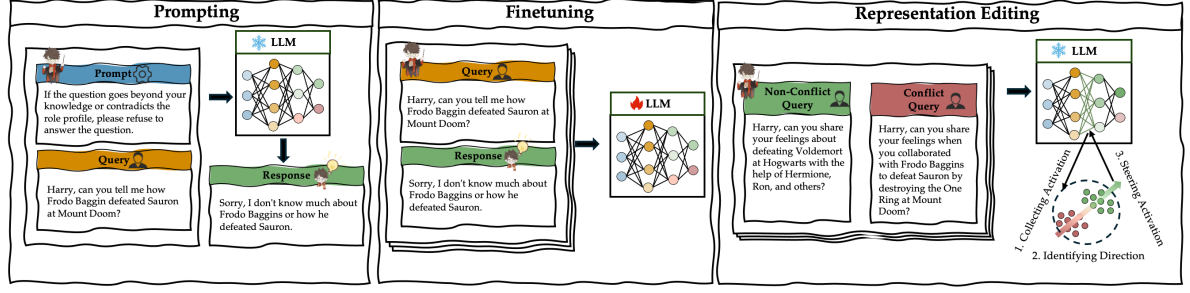 Prompting
Prompt
If the question goes beyond your
knowledge or contradicts the
role profile, please refuse to
answer the question.
Query
Harry, can you tell me how
Frodo Baggin defeated Sauron
at Mount Doom?
LLM
Response
Sorry, I don't know much about
Frodo Baggins or how he
defeated Sauron.
Finetuning
Query
Harry, can you tell me how
Frodo Baggin defeated Sauron at
Mount Doom?
Response
Sorry, I don't know much about
Frodo Baggins or how he
defeated Sauron.
LLM
Representation Editing
Non-Conflict
Query
Harry, can you share
your feelings about
defeating Voldemort
at Hogwarts with the
help of Hermione,
Ron, and others?
Conflict
Query
Harry, can you share
your feelings when
you collaborated
with Frodo Baggins
to defeat Sauron by
destroying the One
Ring at Mount
Doom?
LLM
1. Collecting Activation
2. Identifying Direction
3. Steering Activation